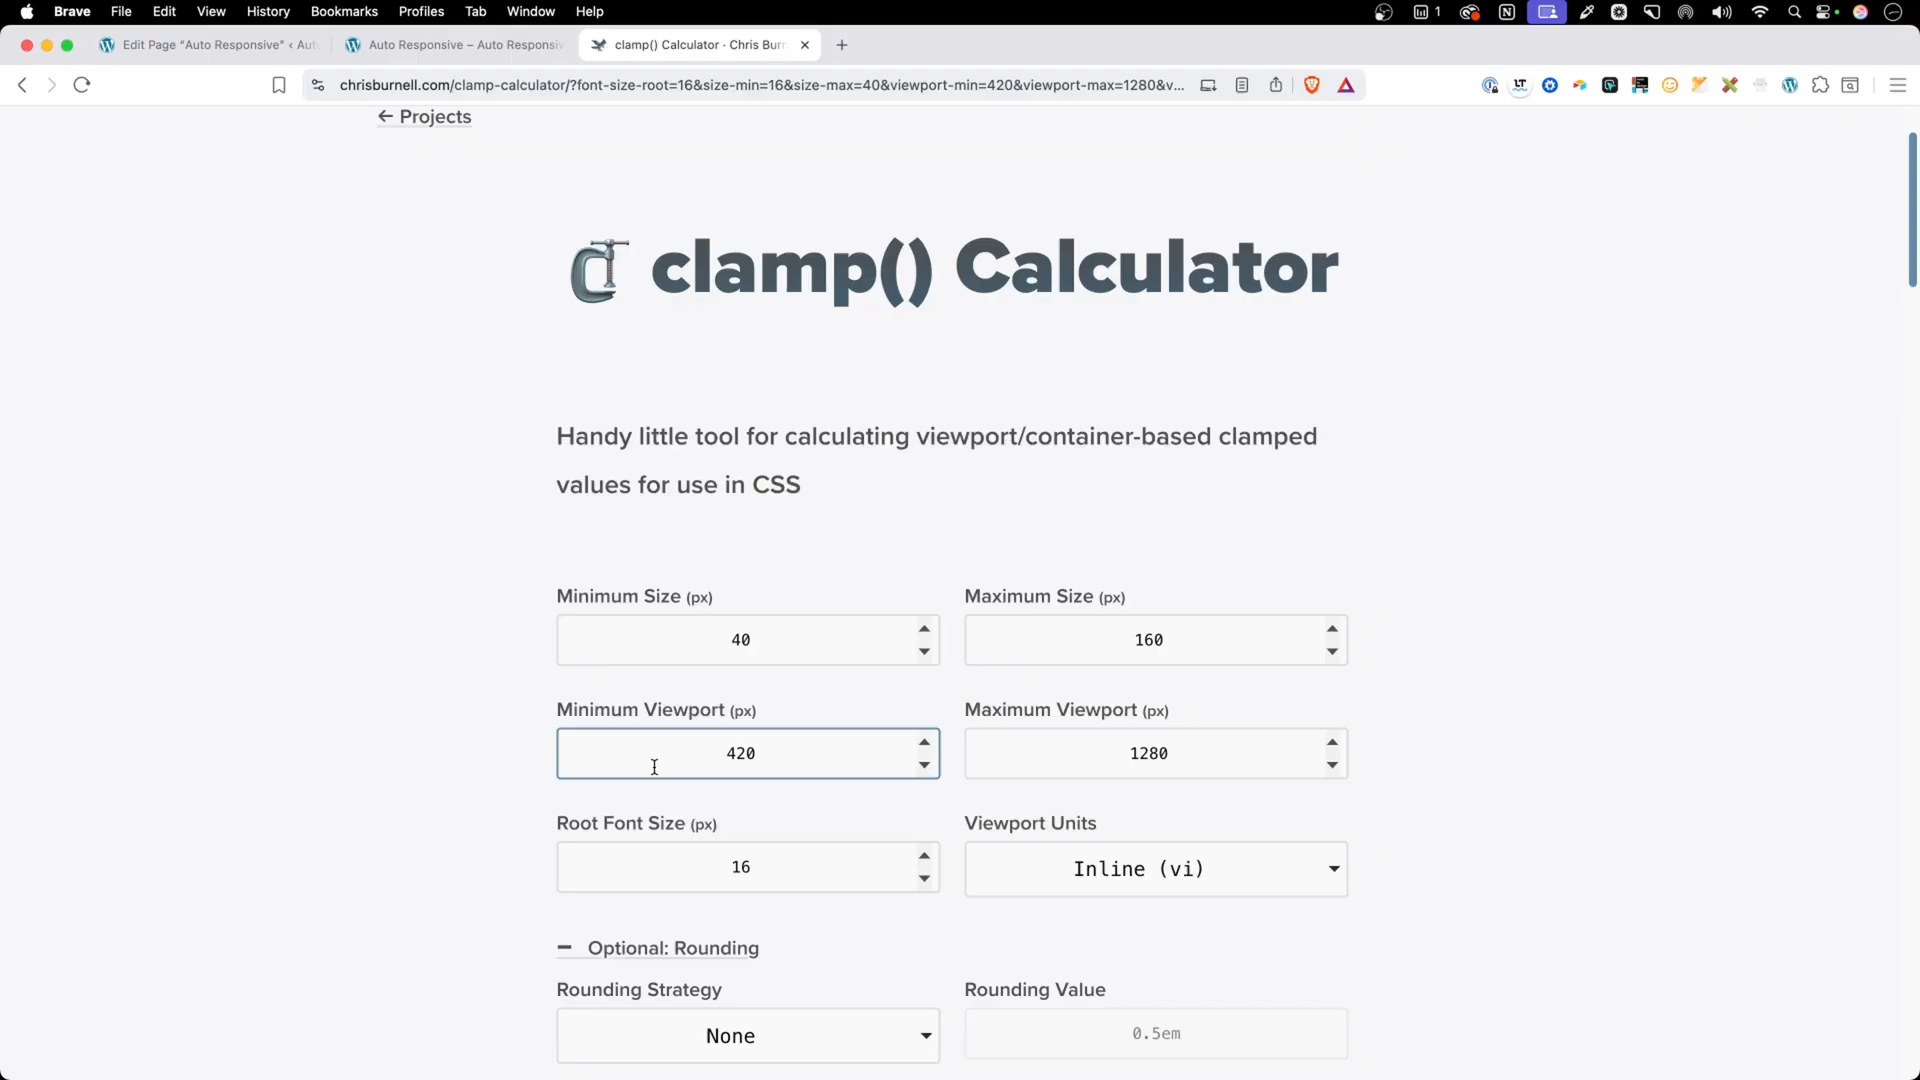 Brave File Edit View History Bookmarks Profiles Tab Window Help 1
Edit Page "Auto Responsive" ‹ Aut
Auto Responsive – Auto Responsiv
clamp() Calculator · Chris Burn
chrisburnell.com/clamp-calculator/?font-size-root=16&size-min=16&size-max=40&viewport-min=420&viewport-max=1280&v...
← Projects
clamp() Calculator
Handy little tool for calculating viewport/container-based clamped
values for use in CSS
Minimum Size (px)
Maximum Size (px)
40
160
Minimum Viewport (px)
Maximum Viewport (px)
420
1280
Root Font Size (px)
Viewport Units
16
Inline (vi)
Optional: Rounding
Rounding Strategy
Rounding Value
None
0.5em